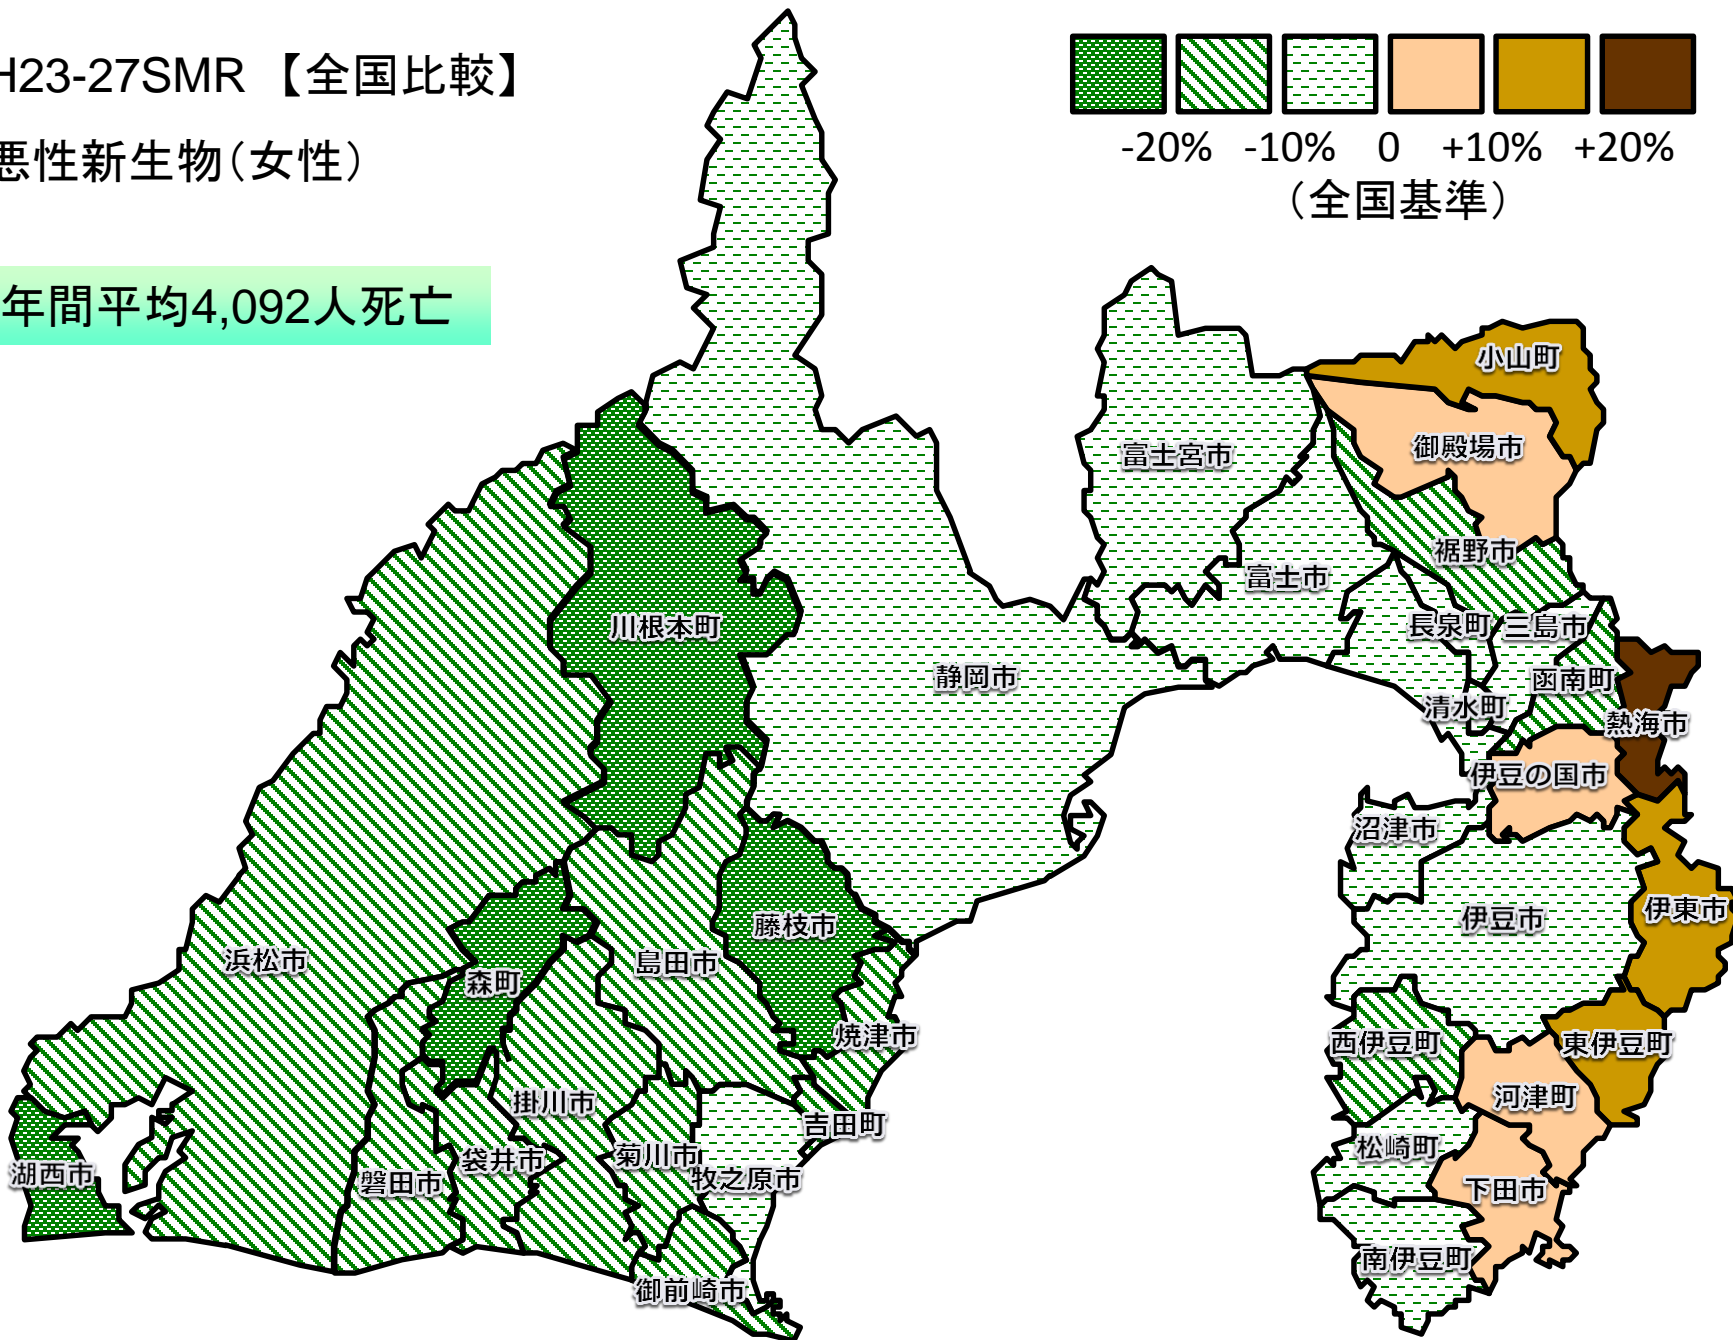 H23-27SMR【全国比較】
悪性新生物（女性）
年間平均4,092人死亡
-20% -10% 0 +10% +20%
（全国基準）
小山町
御殿場市
富士宮市
裾野市
富士市
川根本町
長泉町
三島市
静岡市
函南町
清水町
熱海市
伊豆の国市
沼津市
藤枝市
伊東市
伊豆市
浜松市
島田市
森町
焼津市
西伊豆町
東伊豆町
掛川市
河津町
吉田町
松崎町
菊川市
袋井市
湖西市
磐田市
牧之原市
下田市
南伊豆町
御前崎市